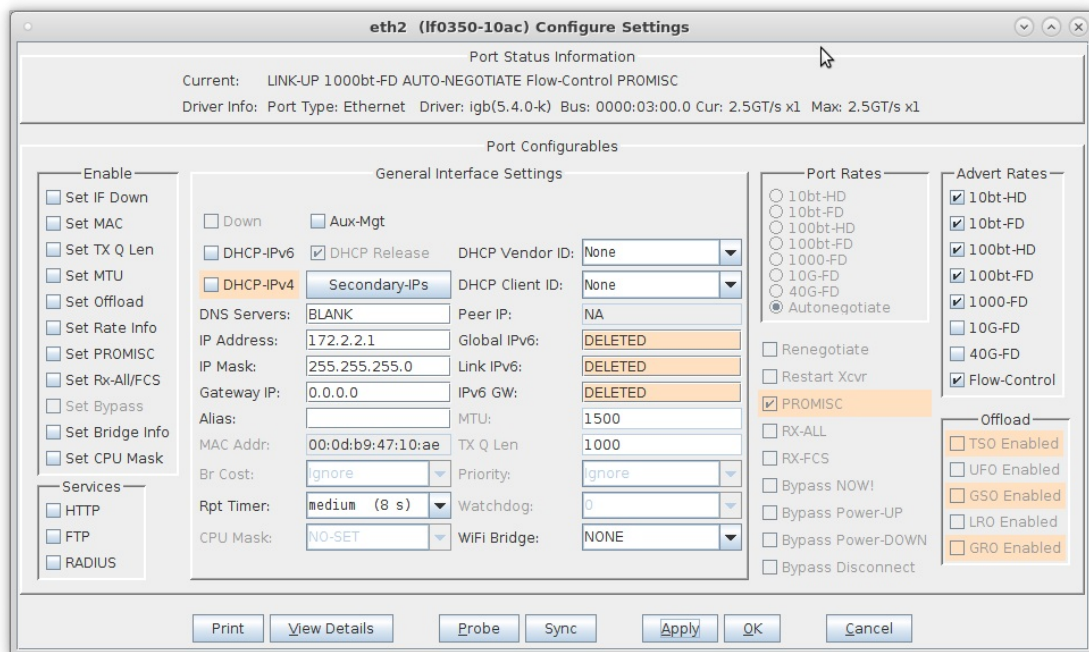 eth2 (lf0350-10ac) Configure Settings
Port Status Information
Current: LINK-UP 1000bt-FD AUTO-NEGOTIATE Flow-Control PROMISC
Driver Info: Port Type: Ethernet Driver: igb(5.4.0-k) Bus: 0000:03:00.0 Cur: 2.5GT/s x1 Max: 2.5GT/s x1
Port Configurables
Enable
Set IF Down
Set MAC
Set TX Q Len
Set MTU
Set Offload
Set Rate Info
Set PROMISC
Set Rx-All/FCS
Set Bypass
Set Bridge Info
Set CPU Mask
Services
HTTP
FTP
RADIUS
General Interface Settings
Down Aux-Mgt
DHCP-IPv6 DHCP Release DHCP Vendor ID: None
DHCP-IPv4 Secondary-IPs DHCP Client ID: None
DNS Servers: BLANK Peer IP: NA
IP Address: 172.2.2.1 Global IPv6: DELETED
IP Mask: 255.255.255.0 Link IPv6: DELETED
Gateway IP: 0.0.0.0 IPv6 GW: DELETED
Alias: MTU: 1500
MAC Addr: 00:0d:b9:47:10:ae TX Q Len 1000
Br Cost: Ignore Priority: Ignore
Rpt Timer: medium (8 s) Watchdog: 0
CPU Mask: NO-SET WiFi Bridge: NONE
Port Rates
10bt-HD
10bt-FD
100bt-HD
100bt-FD
1000-FD
10G-FD
40G-FD
Autonegotiate
Renegotiate
Restart Xcvr
PROMISC
RX-ALL
RX-FCS
Bypass NOW!
Bypass Power-UP
Bypass Power-DOWN
Bypass Disconnect
Advert Rates
10bt-HD
10bt-FD
100bt-HD
100bt-FD
1000-FD
10G-FD
40G-FD
Flow-Control
Offload
TSO Enabled
UFO Enabled
GSO Enabled
LRO Enabled
GRO Enabled
Print View Details Probe Sync Apply OK Cancel